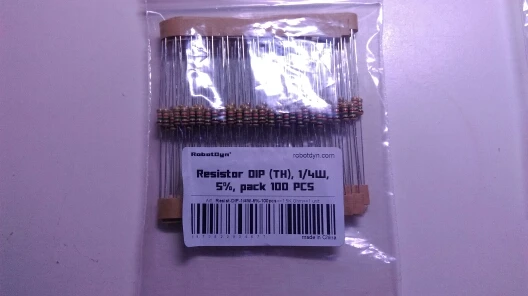 RobotDyn® robotdyn.com
Resistor DIP (TH), 1/4W,
5%, pack 100 PCS
made in China